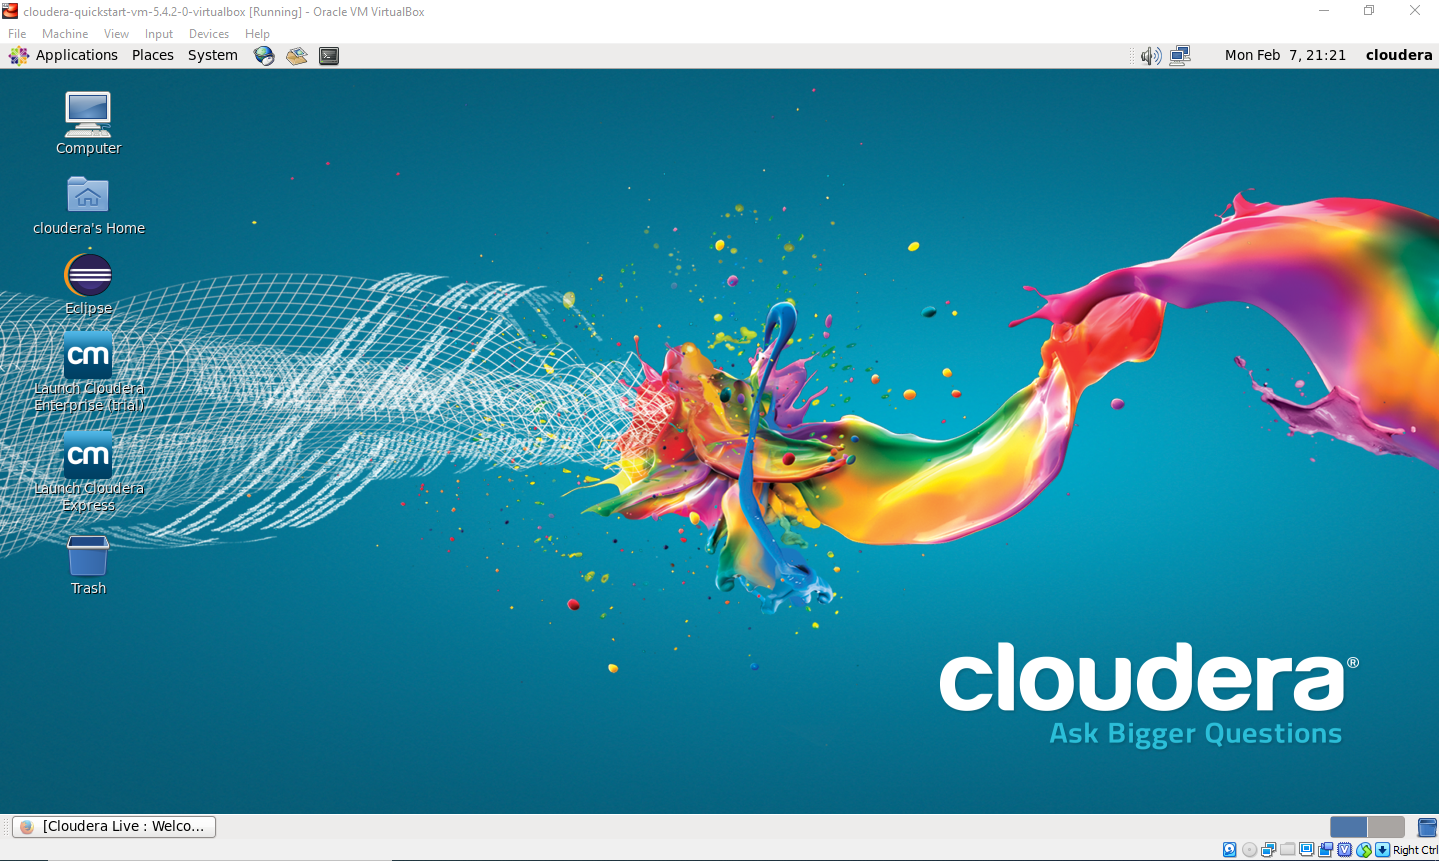 cloudera-quickstart-vm-5.4.2-0-virtualbox [Running] - Oracle VM VirtualBox
File Machine View Input Devices Help
Applications Places System Mon Feb 7, 21:21 cloudera
Computer
cloudera's Home
Eclipse
cm
Launch Cloudera
Enterprise (trial)
cm
Launch Cloudera
Express
Trash
cloudera®
Ask Bigger Questions
[Cloudera Live : Welco...
Right Ctrl